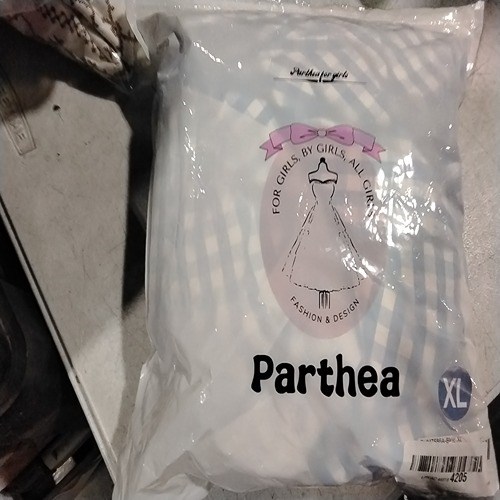 Parthea for girls
FOR GIRLS, BY GIRLS, ALL GIRLS
FASHION & DESIGN
Parthea
XL
4205